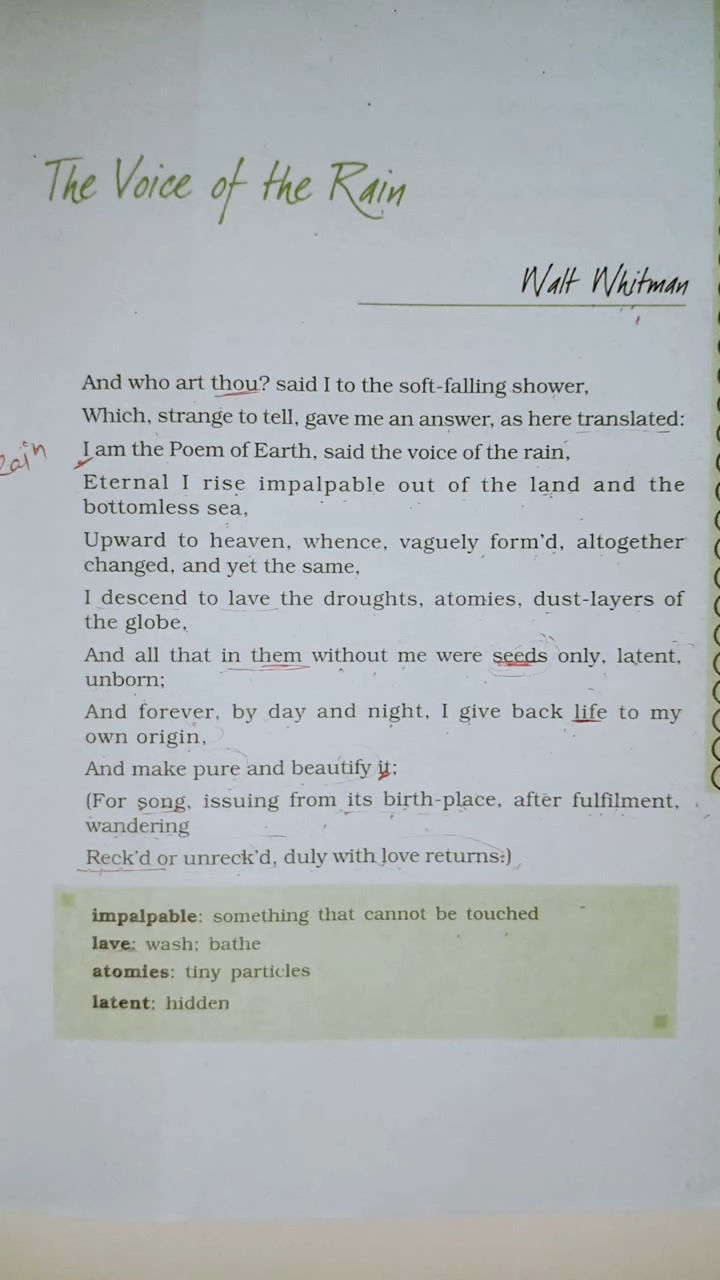 The Voice of the Rain
Walt Whitman
And who art thou? said I to the soft-falling shower,
Which, strange to tell, gave me an answer, as here translated:
Rain
I am the Poem of Earth, said the voice of the rain,
Eternal I rise impalpable out of the land and the
bottomless sea,
Upward to heaven, whence, vaguely form'd, altogether
changed, and yet the same,
I descend to lave the droughts, atomies, dust-layers of
the globe,
And all that in them without me were seeds only, latent,
unborn;
And forever, by day and night, I give back life to my
own origin,
And make pure and beautify it;
(For song, issuing from its birth-place, after fulfilment,
wandering
Reck'd or unreck'd, duly with love returns.)
impalpable: something that cannot be touched
lave: wash; bathe
atomies: tiny particles
latent: hidden